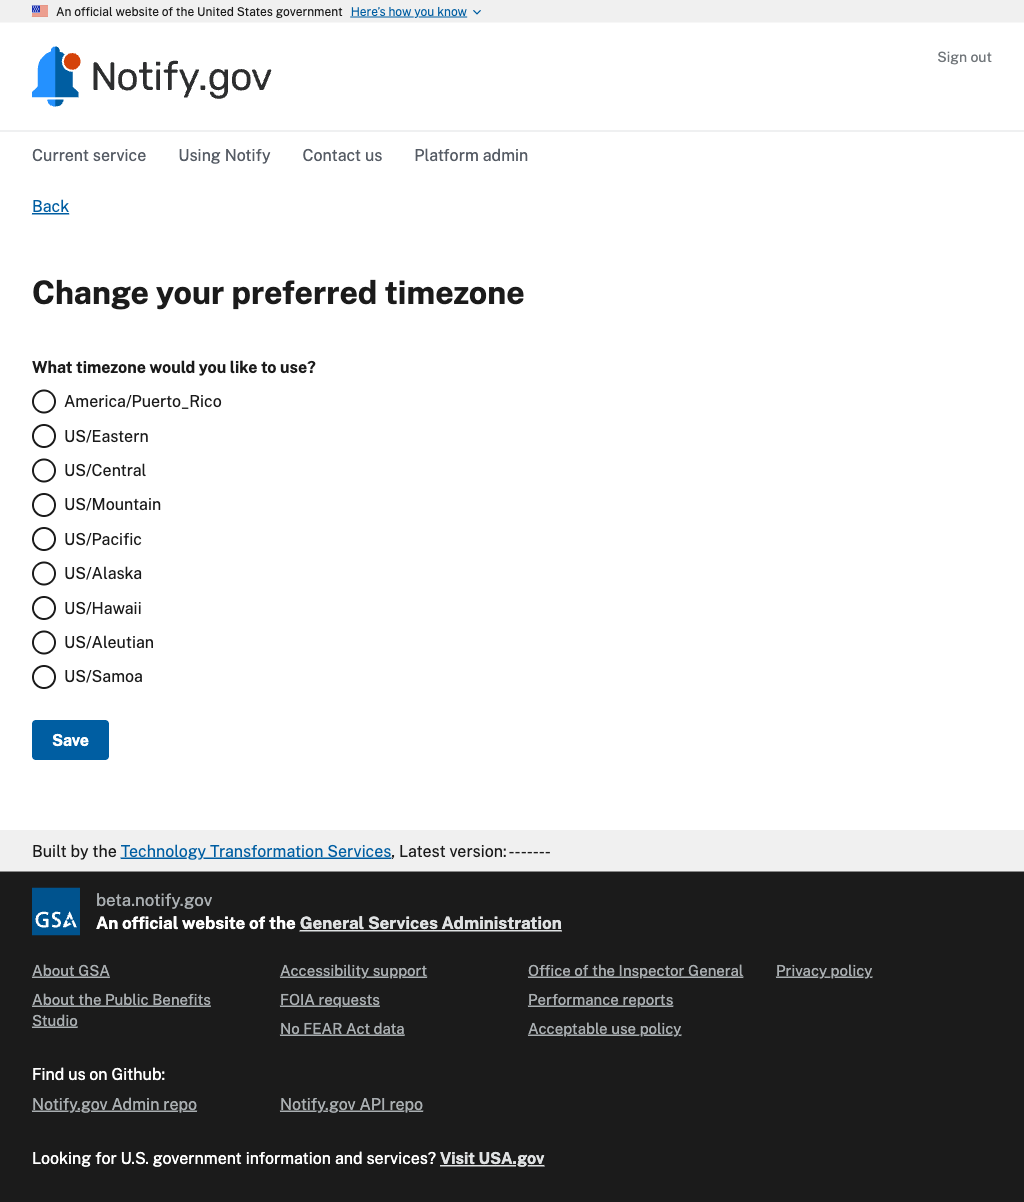 An official website of the United States government Here's how you know
Notify.gov
Sign out
Current service Using Notify Contact us Platform admin
Back
Change your preferred timezone
What timezone would you like to use?
America/Puerto_Rico
US/Eastern
US/Central
US/Mountain
US/Pacific
US/Alaska
US/Hawaii
US/Aleutian
US/Samoa
Save
Built by the Technology Transformation Services, Latest version: -------
GSA
beta.notify.gov
An official website of the General Services Administration
About GSA Accessibility support Office of the Inspector General Privacy policy
About the Public Benefits Studio FOIA requests Performance reports
No FEAR Act data Acceptable use policy
Find us on Github:
Notify.gov Admin repo Notify.gov API repo
Looking for U.S. government information and services? Visit USA.gov